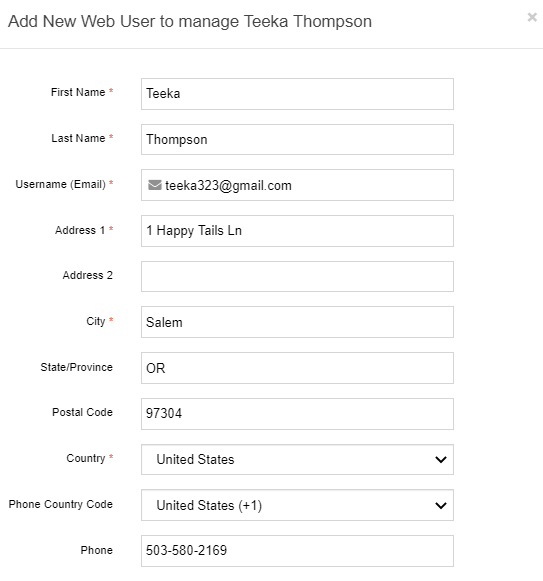 Add New Web User to manage Teeka Thompson ×
First Name * Teeka
Last Name * Thompson
Username (Email) * teeka323@gmail.com
Address 1 * 1 Happy Tails Ln
Address 2
City * Salem
State/Province OR
Postal Code 97304
Country * United States
Phone Country Code United States (+1)
Phone 503-580-2169